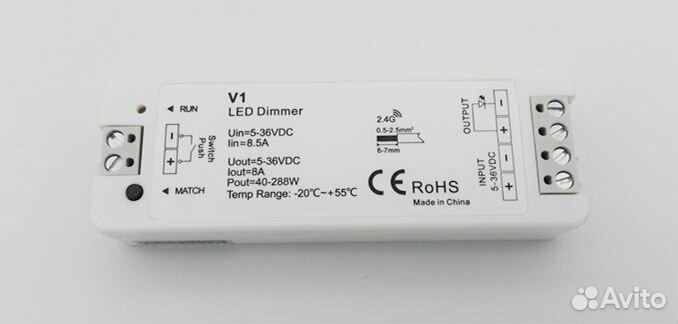 RUN
− +
Push
Switch
MATCH
V1
LED Dimmer
Uin=5-36VDC
Iin=8.5A
Uout=5-36VDC
Iout=8A
Pout=40-288W
Temp Range: -20℃~+55℃
2.4G
0.5-2.5mm²
6-7mm
CE RoHS
Made in China
OUTPUT
− +
INPUT
5-36VDC
− +
Avito